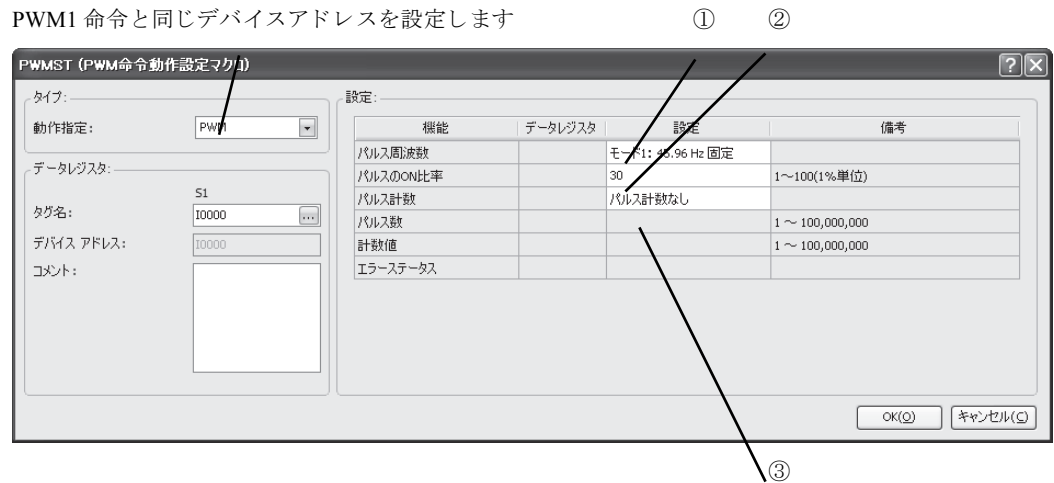 PWM1 命令と同じデバイスアドレスを設定します ① ②
PWMST (PWM命令動作設定マクロ)
タイプ:
動作指定: PWM
データレジスタ:
S1
タグ名: I0000 ...
デバイス アドレス: I0000
コメント:
設定:
機能 データレジスタ 設定 備考
パルス周波数 モード1: 45.96 Hz 固定
パルスのON比率 30 1～100(1%単位)
パルス計数 パルス計数なし
パルス数 1 ～ 100,000,000
計数値 1 ～ 100,000,000
エラーステータス
OK(O) キャンセル(C)
③